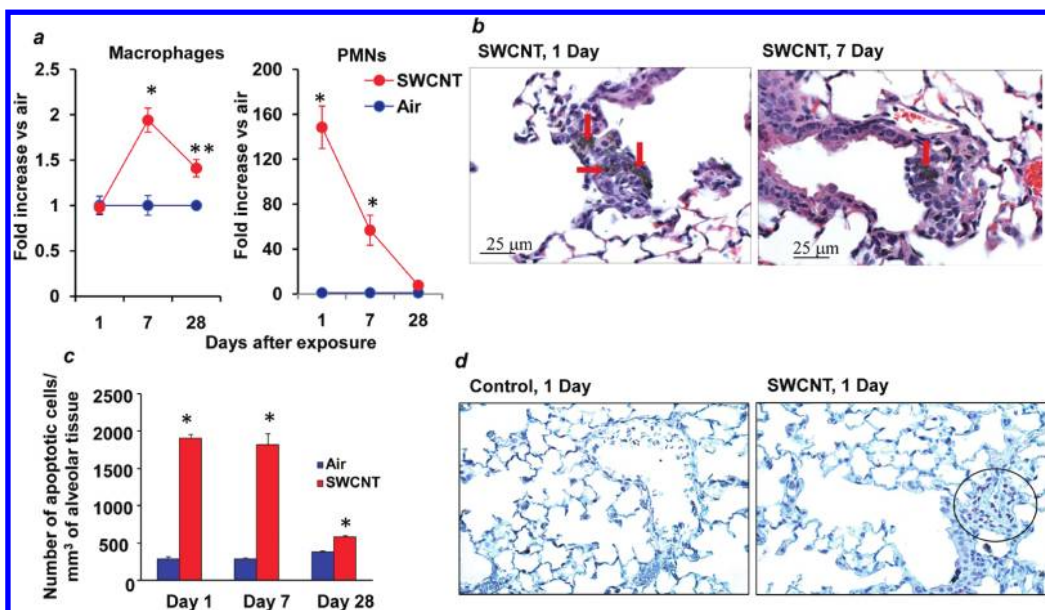 a
Macrophages
Fold increase vs air
2.5
2
1.5
1
0.5
0
*
**
1 7 28
PMNs
Fold increase vs air
200
160
120
80
40
0
*
*
SWCNT
Air
1 7 28
Days after exposure
b
SWCNT, 1 Day
25 µm
SWCNT, 7 Day
25 µm
c
Number of apoptotic cells/
mm³ of alveolar tissue
2500
2000
1500
1000
500
0
*
*
*
Air
SWCNT
Day 1 Day 7 Day 28
d
Control, 1 Day
SWCNT, 1 Day